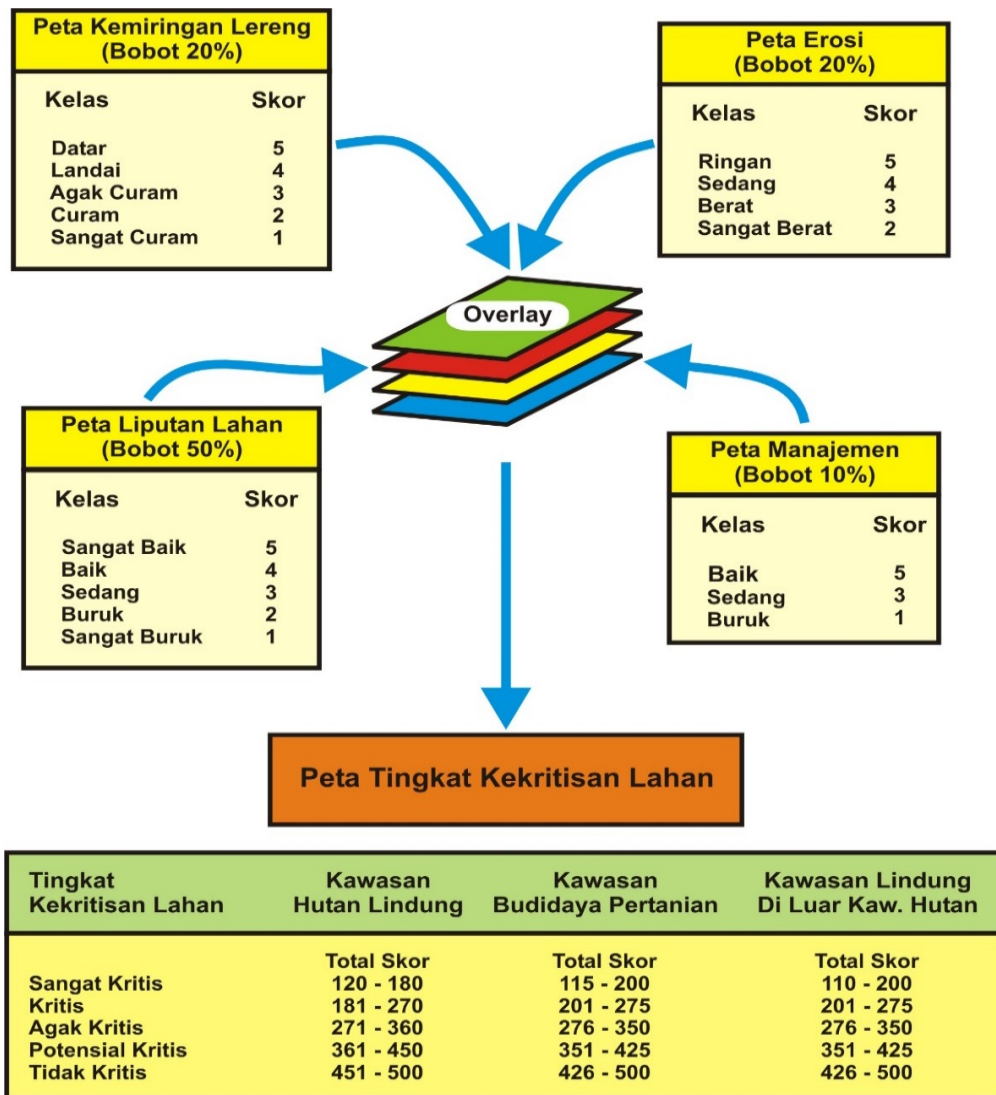 Peta Kemiringan Lereng
(Bobot 20%)
Kelas Skor
Datar 5
Landai 4
Agak Curam 3
Curam 2
Sangat Curam 1
Peta Erosi
(Bobot 20%)
Kelas Skor
Ringan 5
Sedang 4
Berat 3
Sangat Berat 2
Overlay
Peta Liputan Lahan
(Bobot 50%)
Kelas Skor
Sangat Baik 5
Baik 4
Sedang 3
Buruk 2
Sangat Buruk 1
Peta Manajemen
(Bobot 10%)
Kelas Skor
Baik 5
Sedang 3
Buruk 1
Peta Tingkat Kekritisan Lahan
Tingkat Kawasan Kawasan Kawasan Lindung
Kekritisan Lahan Hutan Lindung Budidaya Pertanian Di Luar Kaw. Hutan
Total Skor Total Skor Total Skor
Sangat Kritis 120 - 180 115 - 200 110 - 200
Kritis 181 - 270 201 - 275 201 - 275
Agak Kritis 271 - 360 276 - 350 276 - 350
Potensial Kritis 361 - 450 351 - 425 351 - 425
Tidak Kritis 451 - 500 426 - 500 426 - 500